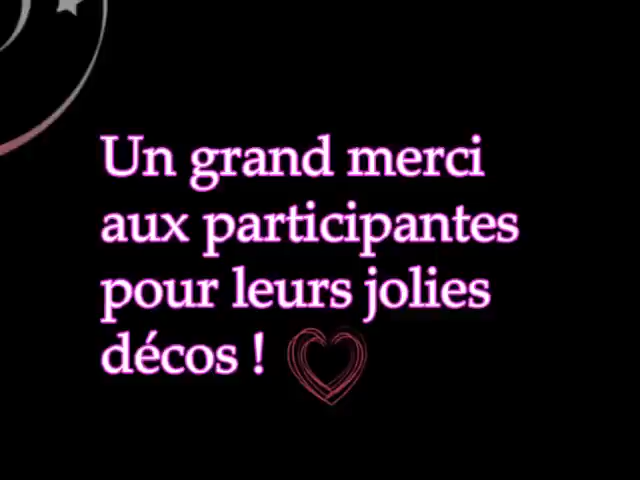 Un grand merci
aux participantes
pour leurs jolies
décos !